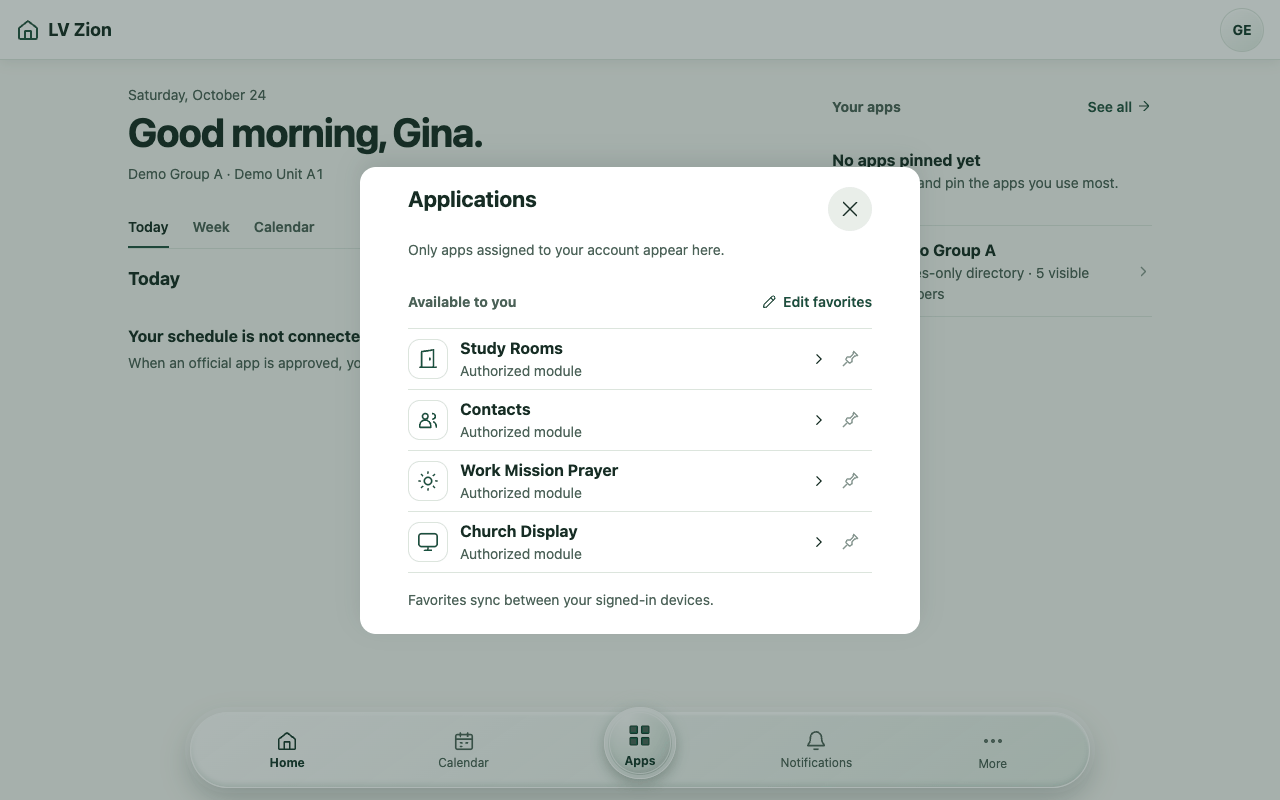 LV Zion
GE
Saturday, October 24
Good morning, Gina.
Demo Group A · Demo Unit A1
Today
Week
Calendar
Today
Your schedule is not connecte
When an official app is approved, yo
Your apps
See all
No apps pinned yet
and pin the apps you use most.
o Group A
es-only directory · 5 visible
bers
Applications
Only apps assigned to your account appear here.
Available to you
Edit favorites
Study Rooms
Authorized module
Contacts
Authorized module
Work Mission Prayer
Authorized module
Church Display
Authorized module
Favorites sync between your signed-in devices.
Home
Calendar
Apps
Notifications
More